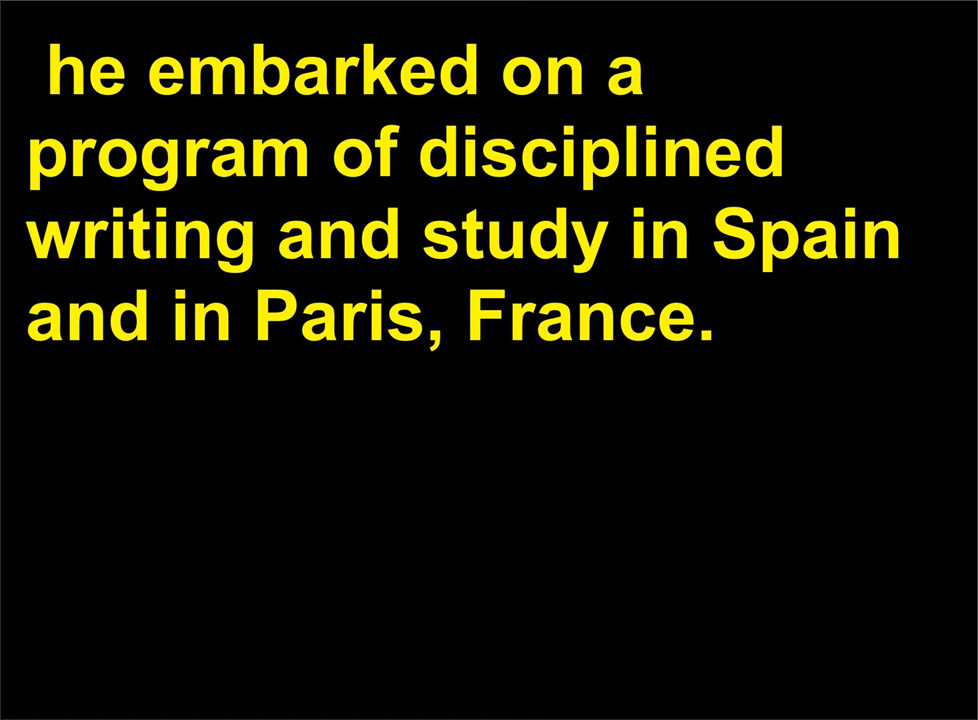 he embarked on a
program of disciplined
writing and study in Spain
and in Paris, France.